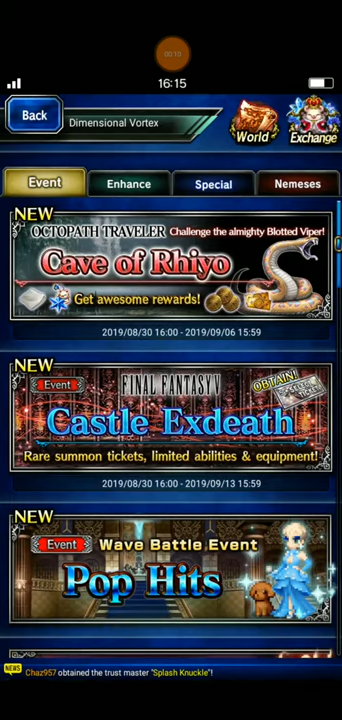 00:10
16:15
Back
Dimensional Vortex
World
Exchange
Event
Enhance
Special
Nemeses
NEW
OCTOPATH TRAVELER Challenge the almighty Blotted Viper!
Cave of Rhiyo
Get awesome rewards!
2019/08/30 16:00 - 2019/09/06 15:59
NEW
Event
FINAL FANTASY V
OBTAIN!
Castle Exdeath
Rare summon tickets, limited abilities & equipment!
2019/08/30 16:00 - 2019/09/13 15:59
NEW
Event
Wave Battle Event
Pop Hits
NEWS
Chaz957 obtained the trust master "Splash Knuckle"!